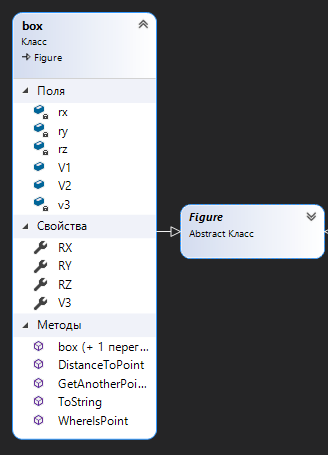 box
Класс
Figure
Поля
rx
ry
rz
V1
V2
v3
Свойства
RX
RY
RZ
V3
Методы
box (+ 1 перег...
DistanceToPoint
GetAnotherPoi...
ToString
WhereIsPoint
Figure
Abstract Класс